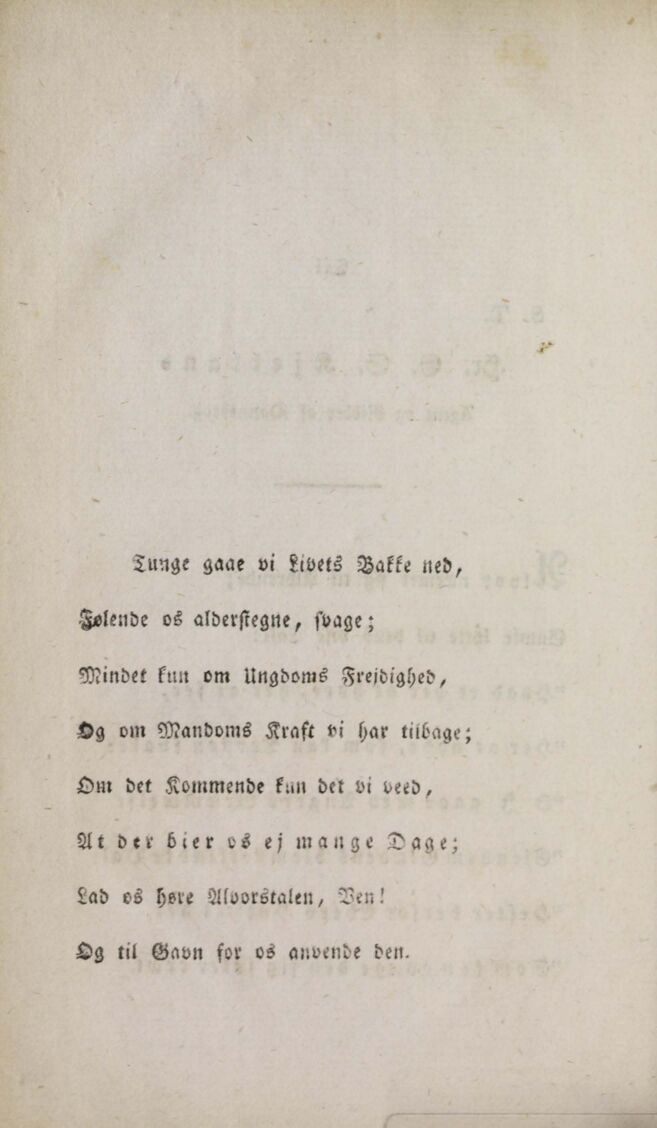 Tunge gaae vi Livets Bakke ned,
Følende os alderstegne, svage;
Mindet kun om Ungdoms Frejdighed,
Og om Mandoms Kraft vi har tilbage;
Om det Kommende kun det vi veed,
At der bier os ej mange Dage;
Lad os høre Alvorstalen, Ven!
Og til Gavn for os anvende den.